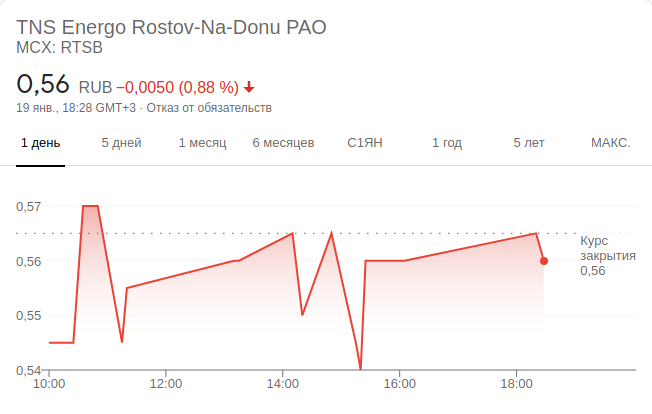 TNS Energo Rostov-Na-Donu PAO
MCX: RTSB
0,56 RUB −0,0050 (0,88 %)
19 янв., 18:28 GMT+3 · Отказ от обязательств
1 день 5 дней 1 месяц 6 месяцев С1ЯН 1 год 5 лет МАКС.
0,57
Курс
закрытия
0,56
0,56
0,55
0,54
10:00 12:00 14:00 16:00 18:00